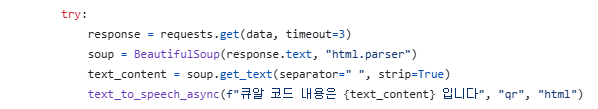 try:
response = requests.get(data, timeout=3)
soup = BeautifulSoup(response.text, "html.parser")
text_content = soup.get_text(separator=" ", strip=True)
text_to_speech_async(f"큐알 코드 내용은 {text_content} 입니다", "qr", "html")